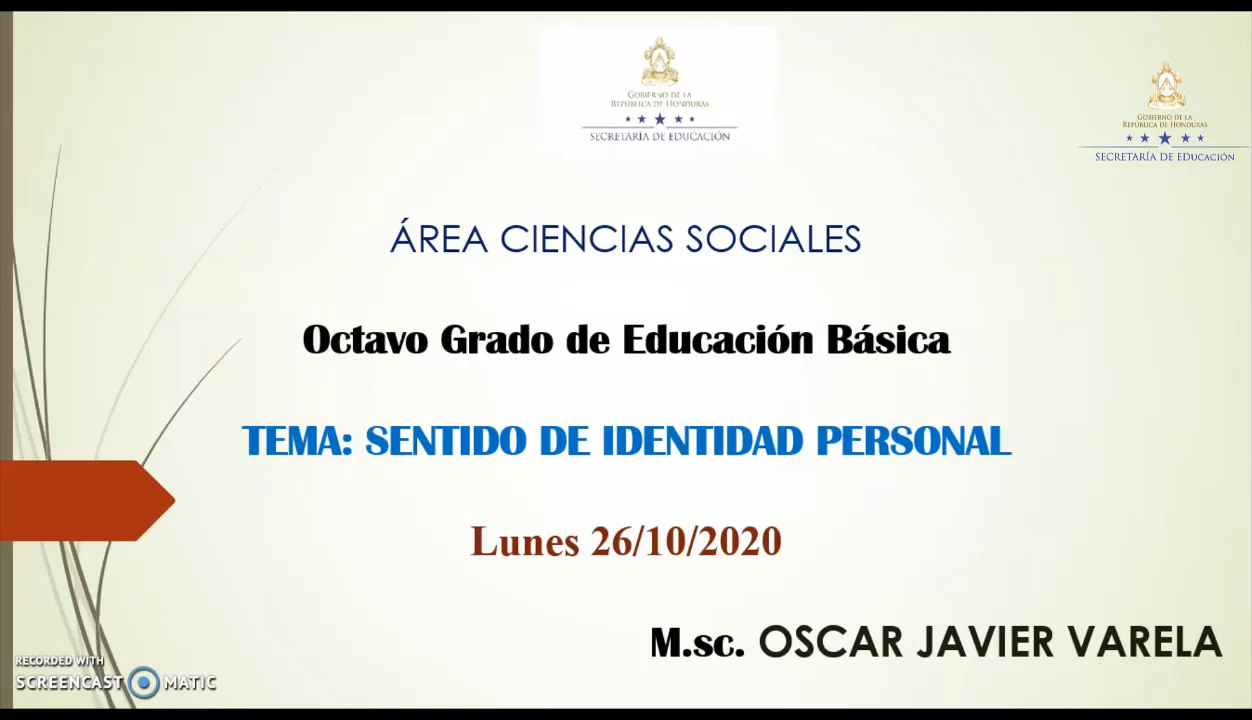 GOBIERNO DE LA
REPÚBLICA DE HONDURAS
SECRETARÍA DE EDUCACIÓN
GOBIERNO DE LA
REPÚBLICA DE HONDURAS
SECRETARÍA DE EDUCACIÓN
ÁREA CIENCIAS SOCIALES
Octavo Grado de Educación Básica
TEMA: SENTIDO DE IDENTIDAD PERSONAL
Lunes 26/10/2020
M.sc. OSCAR JAVIER VARELA
RECORDED WITH
SCREENCAST MATIC